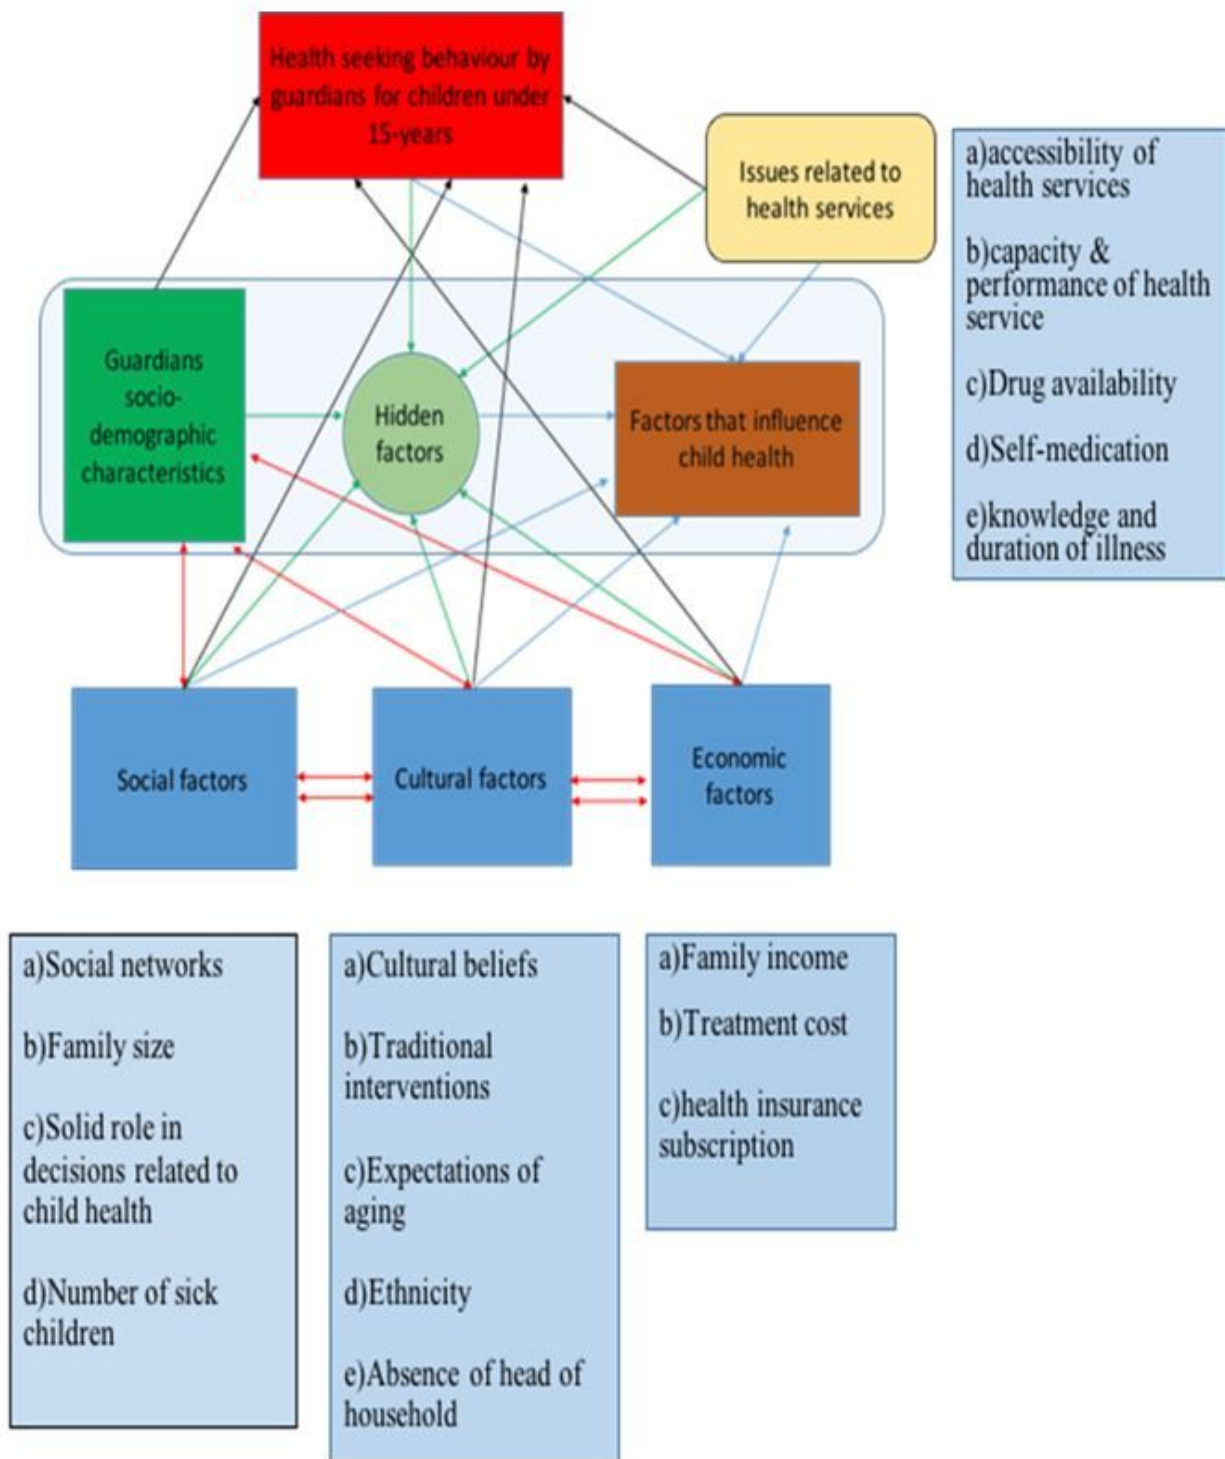 Health seeking behaviour by
guardians for children under
15-years
Issues related to
health services
a)accessibility of
health services
b)capacity &
performance of health
service
c)Drug availability
d)Self-medication
e)knowledge and
duration of illness
Guardians
socio-
demographic
characteristics
Hidden
factors
Factors that influence
child health
Social factors
Cultural factors
Economic
factors
a)Social networks
b)Family size
c)Solid role in
decisions related to
child health
d)Number of sick
children
a)Cultural beliefs
b)Traditional
interventions
c)Expectations of
aging
d)Ethnicity
e)Absence of head of
household
a)Family income
b)Treatment cost
c)health insurance
subscription